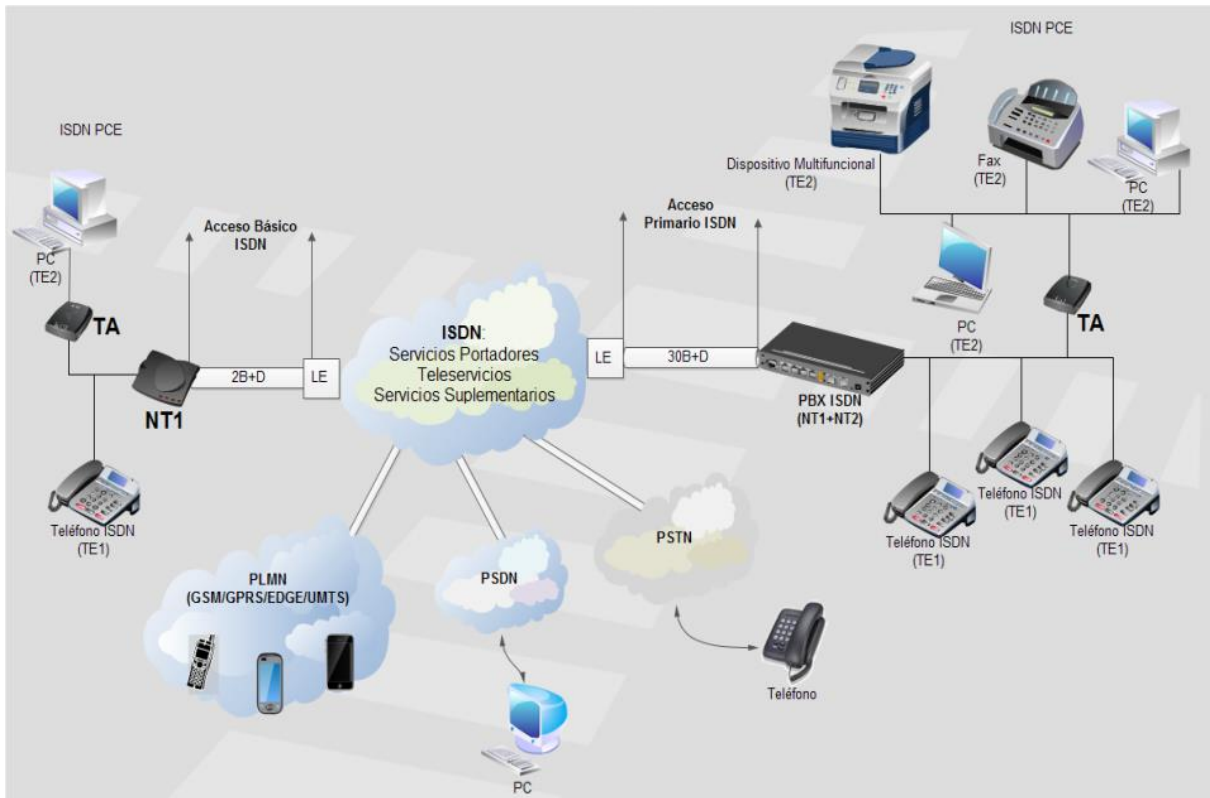 ISDN PCE
ISDN PCE
Dispositivo Multifuncional
(TE2)
Fax
(TE2)
PC
(TE2)
Acceso Básico
ISDN
Acceso
Primario ISDN
PC
(TE2)
TA
NT1
2B+D
LE
ISDN:
Servicios Portadores
Teleservicios
Servicios Suplementarios
LE
30B+D
PBX ISDN
(NT1+NT2)
PC
(TE2)
TA
Teléfono ISDN
(TE1)
Teléfono ISDN
(TE1)
Teléfono ISDN
(TE1)
Teléfono ISDN
(TE1)
PLMN
(GSM/GPRS/EDGE/UMTS)
PSDN
PSTN
Teléfono
PC